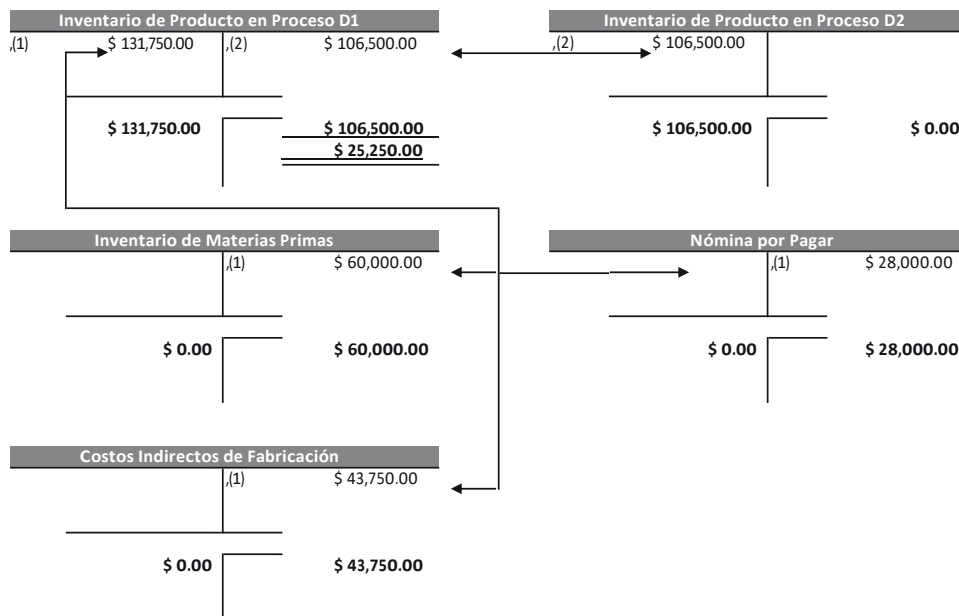 Inventario de Producto en Proceso D1
,(1) $ 131,750.00 ,(2) $ 106,500.00
$ 131,750.00 $ 106,500.00
$ 25,250.00
Inventario de Producto en Proceso D2
,(2) $ 106,500.00
$ 106,500.00 $ 0.00
Inventario de Materias Primas
,(1) $ 60,000.00
$ 0.00 $ 60,000.00
Nómina por Pagar
,(1) $ 28,000.00
$ 0.00 $ 28,000.00
Costos Indirectos de Fabricación
,(1) $ 43,750.00
$ 0.00 $ 43,750.00